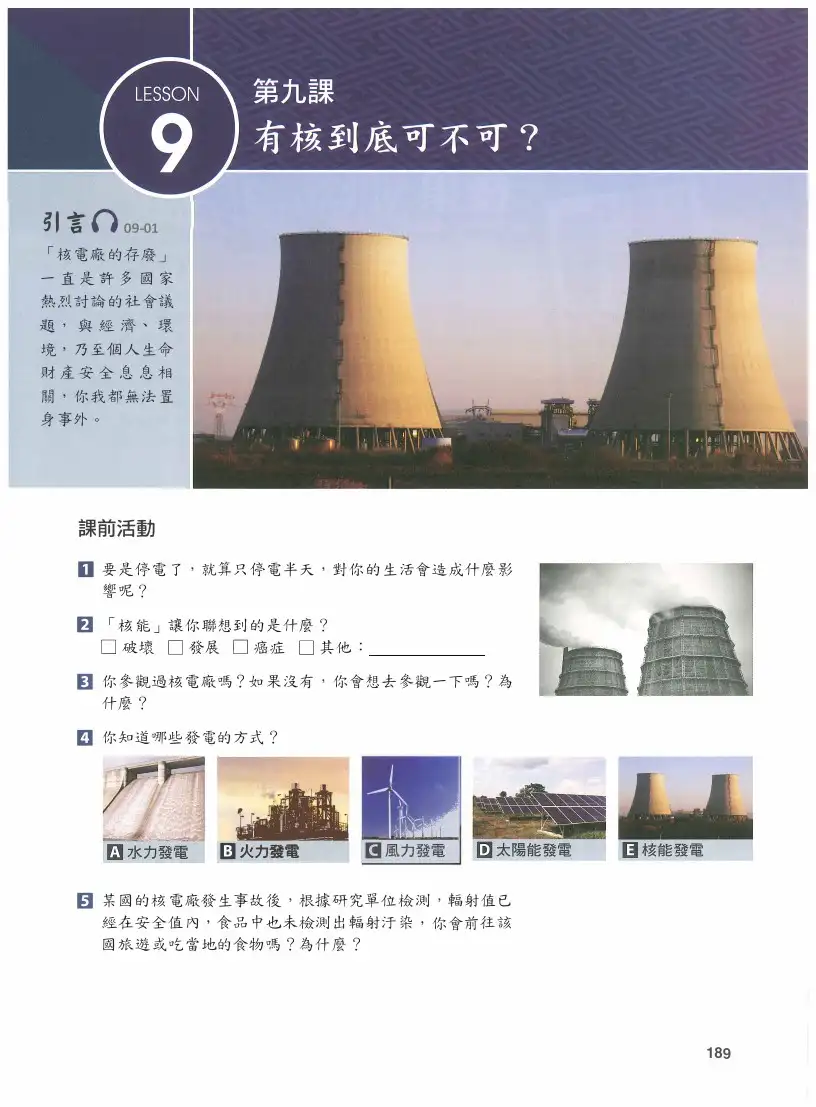 LESSON
9
第九課
有核到底可不可？
引言 09-01
「核電廠的存廢」
一直是許多國家
熱烈討論的社會議
題，與經濟、環
境，乃至個人生命
財產安全息息相
關，你我都無法置
身事外。
課前活動
1 要是停電了，就算只停電半天，對你的生活會造成什麼影
響呢？
2 「核能」讓你聯想到的是什麼？
□ 破壞 □ 發展 □ 癌症 □ 其他：
3 你參觀過核電廠嗎？如果沒有，你會想去參觀一下嗎？為
什麼？
4 你知道哪些發電的方式？
A 水力發電
B 火力發電
C 風力發電
D 太陽能發電
E 核能發電
5 某國的核電廠發生事故後，根據研究單位檢測，輻射值已
經在安全值內，食品中也未檢測出輻射汙染，你會前往該
國旅遊或吃當地的食物嗎？為什麼？
189